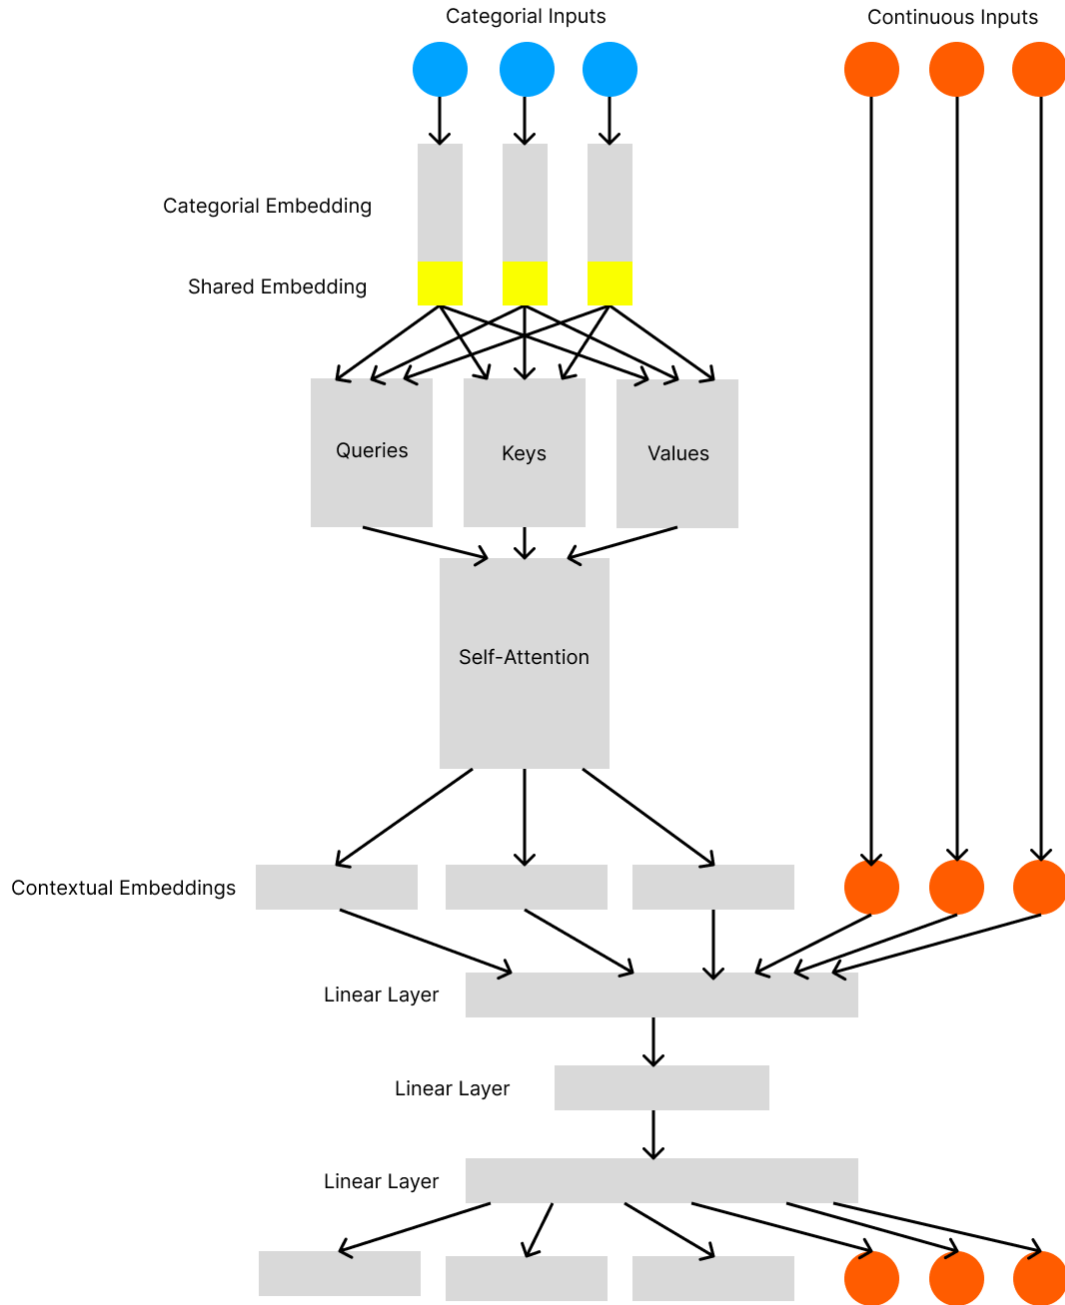 Categorial Inputs
Continuous Inputs
Categorial Embedding
Shared Embedding
Queries
Keys
Values
Self-Attention
Contextual Embeddings
Linear Layer
Linear Layer
Linear Layer